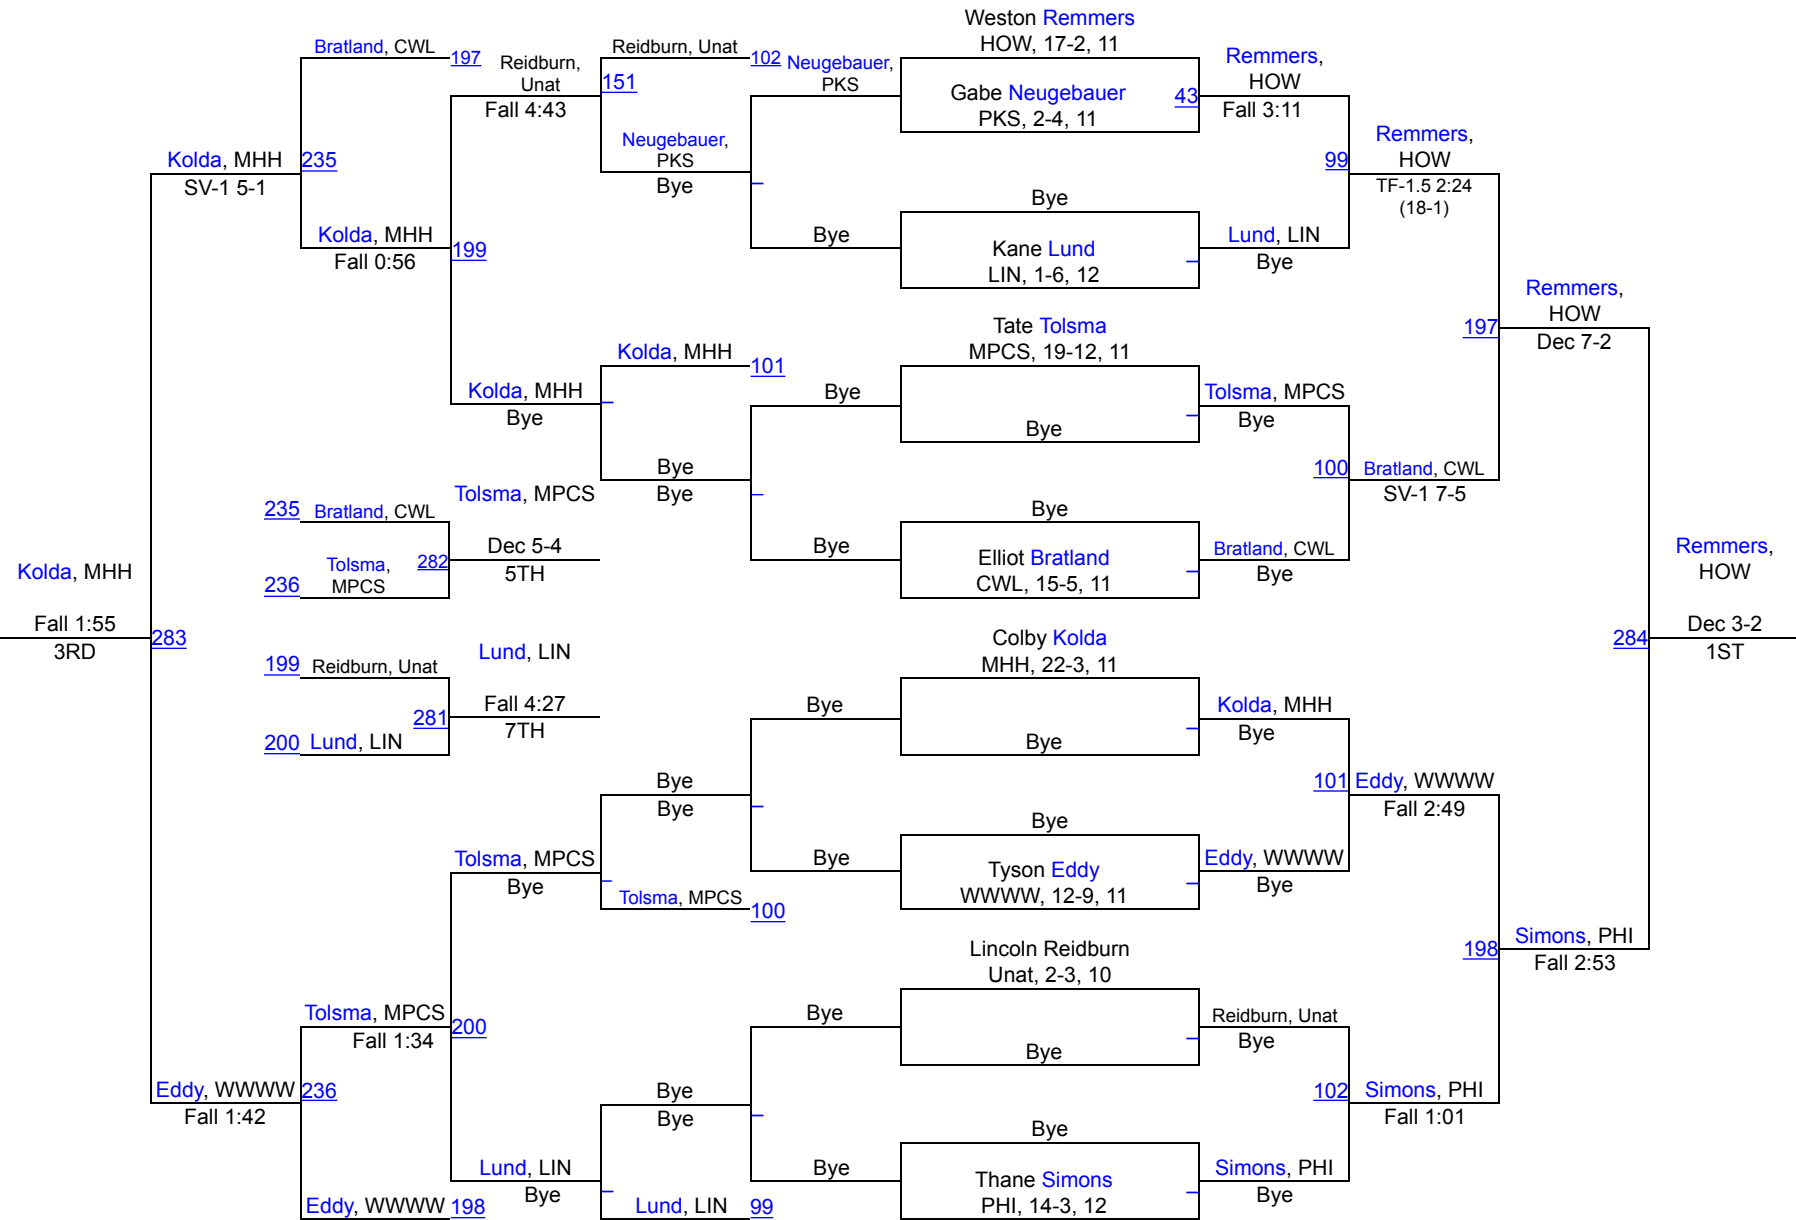 Weston Remmers
HOW, 17-2, 11
Gabe Neugebauer
PKS, 2-4, 11
43
Bye
Kane Lund
LIN, 1-6, 12
Tate Tolsma
MPCS, 19-12, 11
Bye
Bye
Elliot Bratland
CWL, 15-5, 11
Colby Kolda
MHH, 22-3, 11
Bye
Bye
Tyson Eddy
WWWW, 12-9, 11
Lincoln Reidburn
Unat, 2-3, 10
Bye
Bye
Thane Simons
PHI, 14-3, 12
Remmers,
HOW
Fall 3:11
Lund, LIN
Bye
Tolsma, MPCS
Bye
Bratland, CWL
Bye
Kolda, MHH
Bye
Eddy, WWWW
Bye
Reidburn, Unat
Bye
Simons, PHI
Bye
99
Remmers,
HOW
TF-1.5 2:24
(18-1)
100
Bratland, CWL
SV-1 7-5
101
Eddy, WWWW
Fall 2:49
102
Simons, PHI
Fall 1:01
197
Remmers,
HOW
Dec 7-2
198
Simons, PHI
Fall 2:53
284
Remmers,
HOW
Dec 3-2
1ST
Neugebauer,
PKS
Bye
Bye
Bye
Bye
Bye
Bye
Bye
Reidburn, Unat
102
Neugebauer,
PKS
Bye
Kolda, MHH
101
Bye
Bye
Bye
Bye
Tolsma, MPCS
100
Bye
Bye
Lund, LIN
99
Reidburn,
Unat
Fall 4:43
151
Kolda, MHH
Bye
Tolsma, MPCS
Bye
Lund, LIN
Bye
Bratland, CWL
197
Kolda, MHH
Fall 0:56
199
Tolsma, MPCS
Fall 1:34
200
Eddy, WWWW
198
Kolda, MHH
SV-1 5-1
235
Eddy, WWWW
Fall 1:42
236
Kolda, MHH
Fall 1:55
3RD
283
235
Bratland, CWL
236
Tolsma,
MPCS
282
Tolsma, MPCS
Dec 5-4
5TH
199
Reidburn, Unat
200
Lund, LIN
281
Lund, LIN
Fall 4:27
7TH